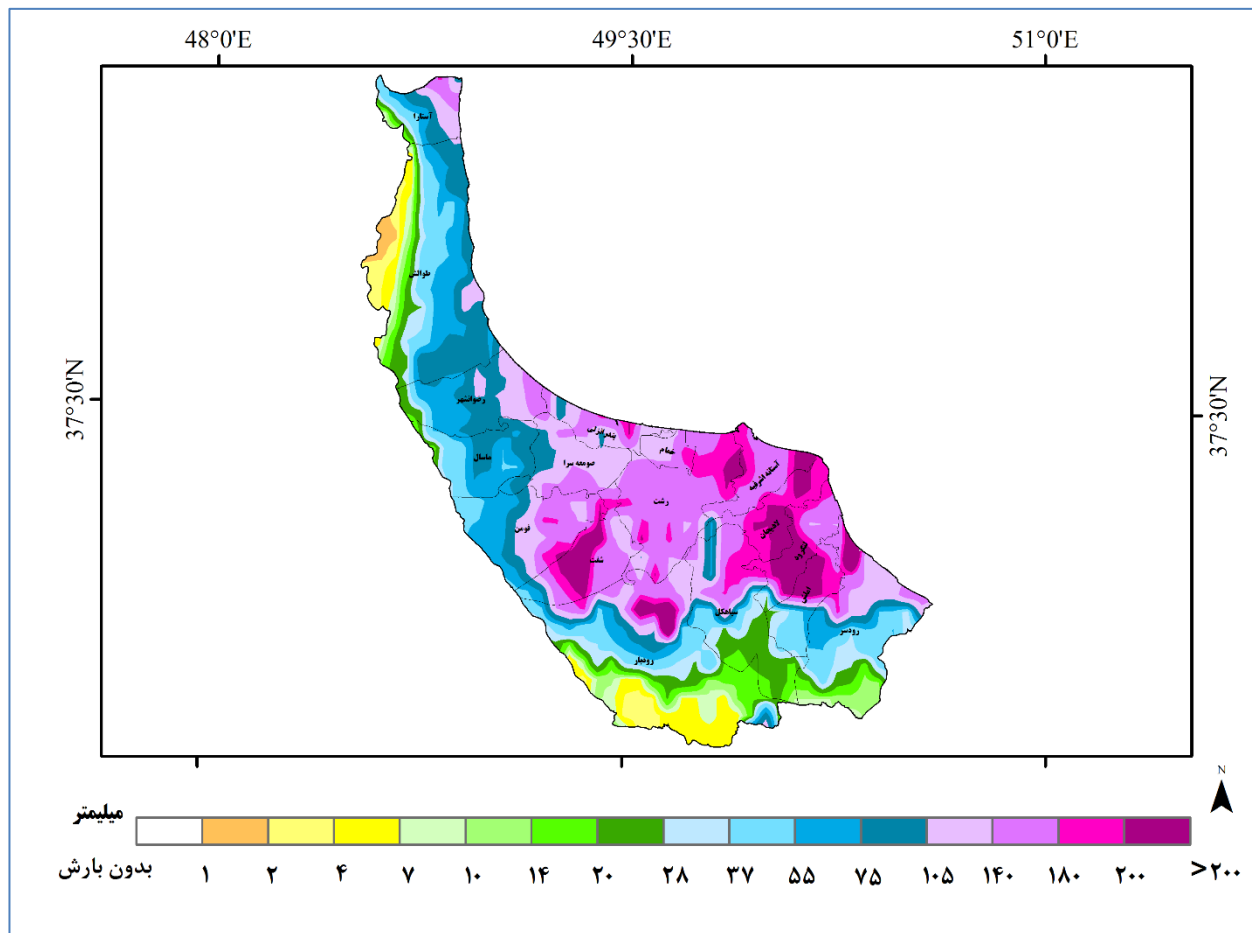 48°0'E 49°30'E 51°0'E
آستارا
طوالش
37°30'N 37°30'N
رضوانشهر
بندرانزلی
خمام
ماسال
صومعه سرا
آستانه اشرفیه
رشت
فومن
لاهیجان
لنگرود
شفت
املش
سیاهکل
رودسر
رودبار
N
میلیمتر
بدون بارش ۱ ۲ ۴ ۷ ۱۰ ۱۴ ۲۰ ۲۸ ۳۷ ۵۵ ۷۵ ۱۰۵ ۱۴۰ ۱۸۰ ۲۰۰ >۲۰۰